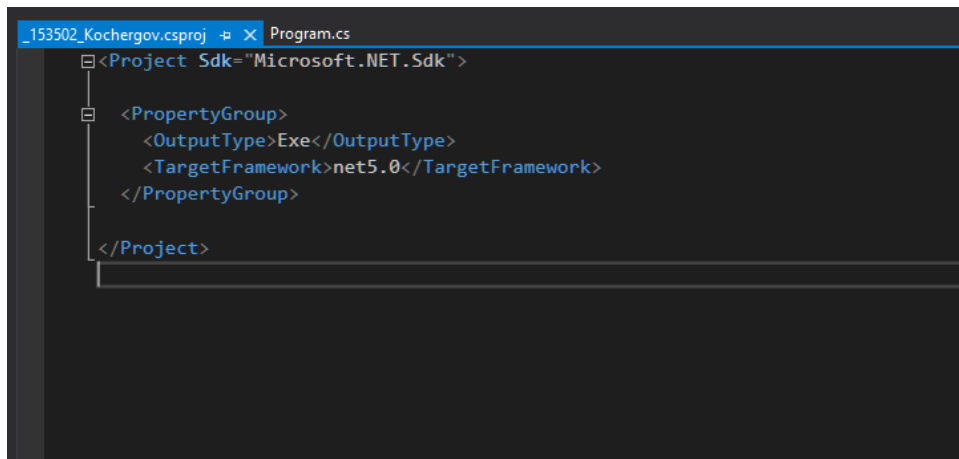 _153502_Kochergov.csproj Program.cs
<Project Sdk="Microsoft.NET.Sdk">
<PropertyGroup>
<OutputType>Exe</OutputType>
<TargetFramework>net5.0</TargetFramework>
</PropertyGroup>
</Project>